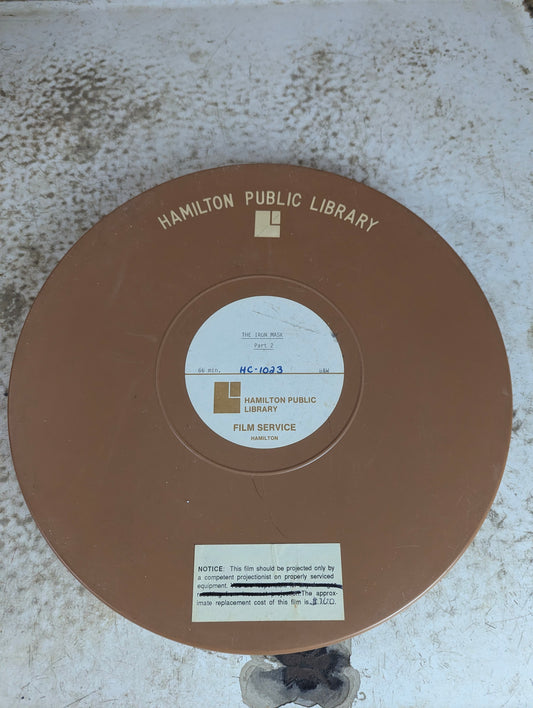 HAMILTON PUBLIC LIBRARY
THE IRON MASK
Part 2
66 min. HC-1023 B&W
HAMILTON PUBLIC
LIBRARY
FILM SERVICE
HAMILTON
NOTICE: This film should be projected only by
a competent projectionist on properly serviced
equipment.
The approx-
imate replacement cost of this film is